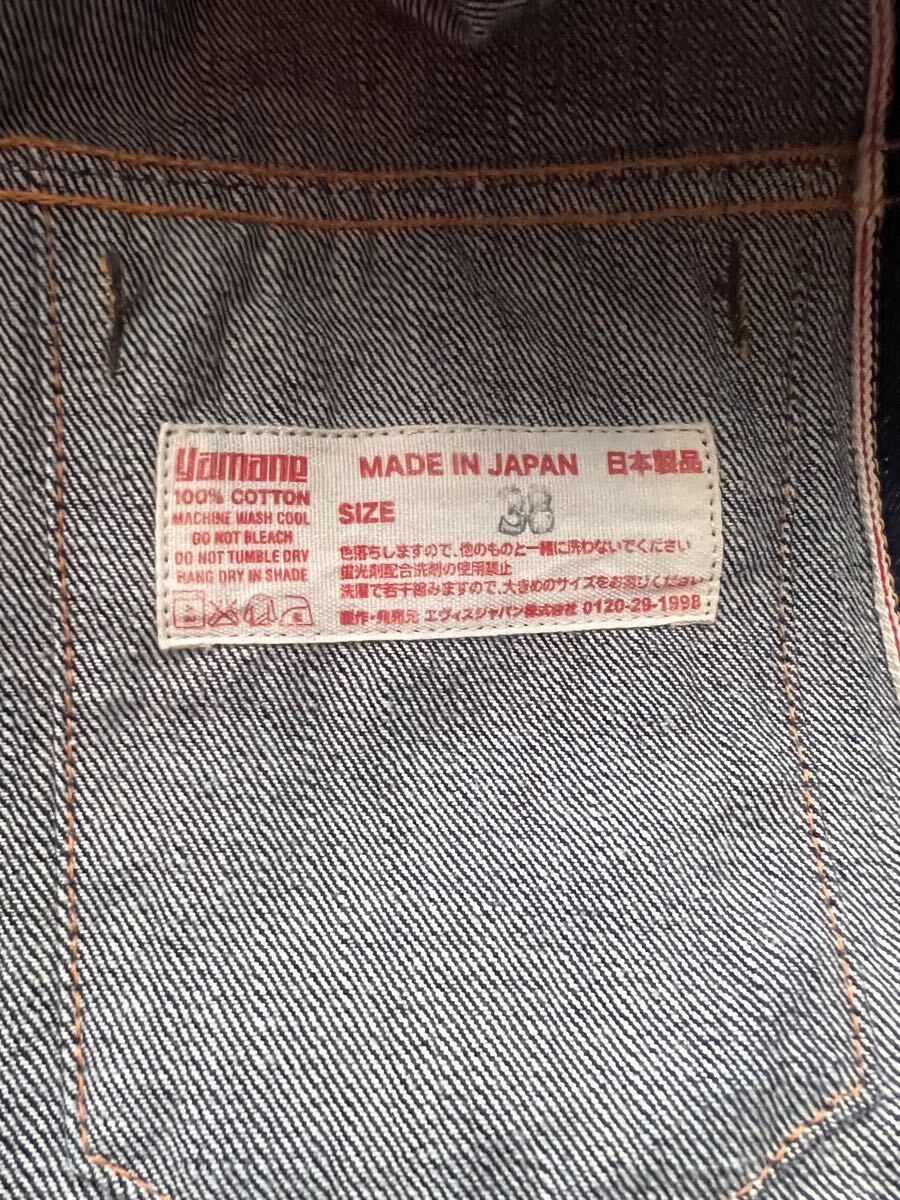 Yamane
100% COTTON
MACHINE WASH COOL
DO NOT BLEACH
DO NOT TUMBLE DRY
HANG DRY IN SHADE
MADE IN JAPAN 日本製品
SIZE 38
色落ちしますので、他のものと一緒に洗わないでください
蛍光剤配合洗剤の使用禁止
洗濯で若干縮みますので、大きめのサイズをお選びください
製作・発売元 エヴィスジャパン株式会社 0120-29-1998